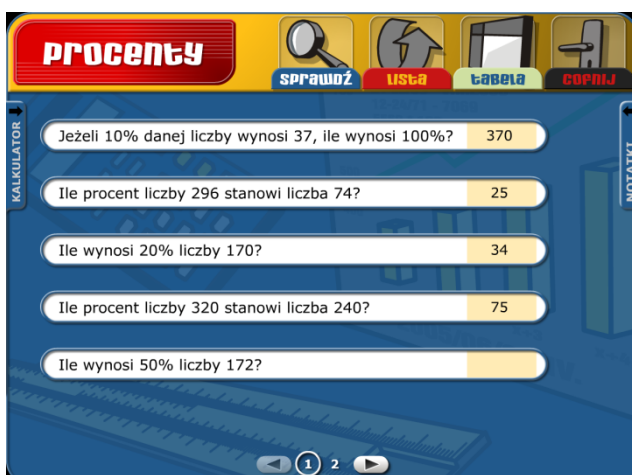 Procenty
sprawdź
lista
tabela
cofnij
KALKULATOR
NOTATKI
Jeżeli 10% danej liczby wynosi 37, ile wynosi 100%? 370
Ile procent liczby 296 stanowi liczba 74? 25
Ile wynosi 20% liczby 170? 34
Ile procent liczby 320 stanowi liczba 240? 75
Ile wynosi 50% liczby 172?
1 2